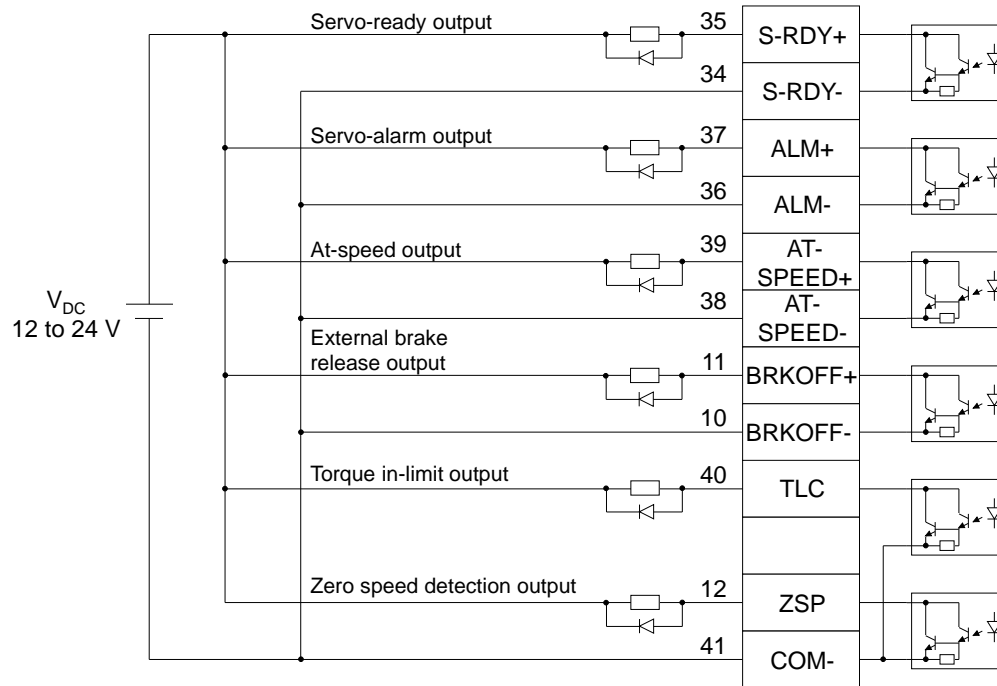 Servo-ready output
35
S-RDY+
34
S-RDY-
Servo-alarm output
37
ALM+
36
ALM-
At-speed output
39
AT-
SPEED+
38
AT-
SPEED-
VDC
12 to 24 V
External brake
release output
11
BRKOFF+
10
BRKOFF-
Torque in-limit output
40
TLC
Zero speed detection output
12
ZSP
41
COM-